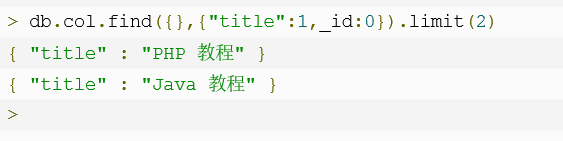 > db.col.find({},{"title":1,_id:0}).limit(2)
{ "title" : "PHP 教程" }
{ "title" : "Java 教程" }
>